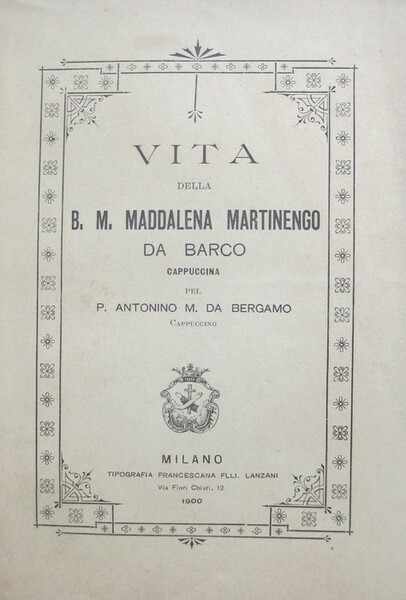 VITA
DELLA
B. M. MADDALENA MARTINENGO
DA BARCO
CAPPUCCINA
PEL
P. ANTONINO M. DA BERGAMO
CAPPUCCINO
MILANO
TIPOGRAFIA FRANCESCANA FLLI. LANZANI
Via Fiori Chiari, 12
1900